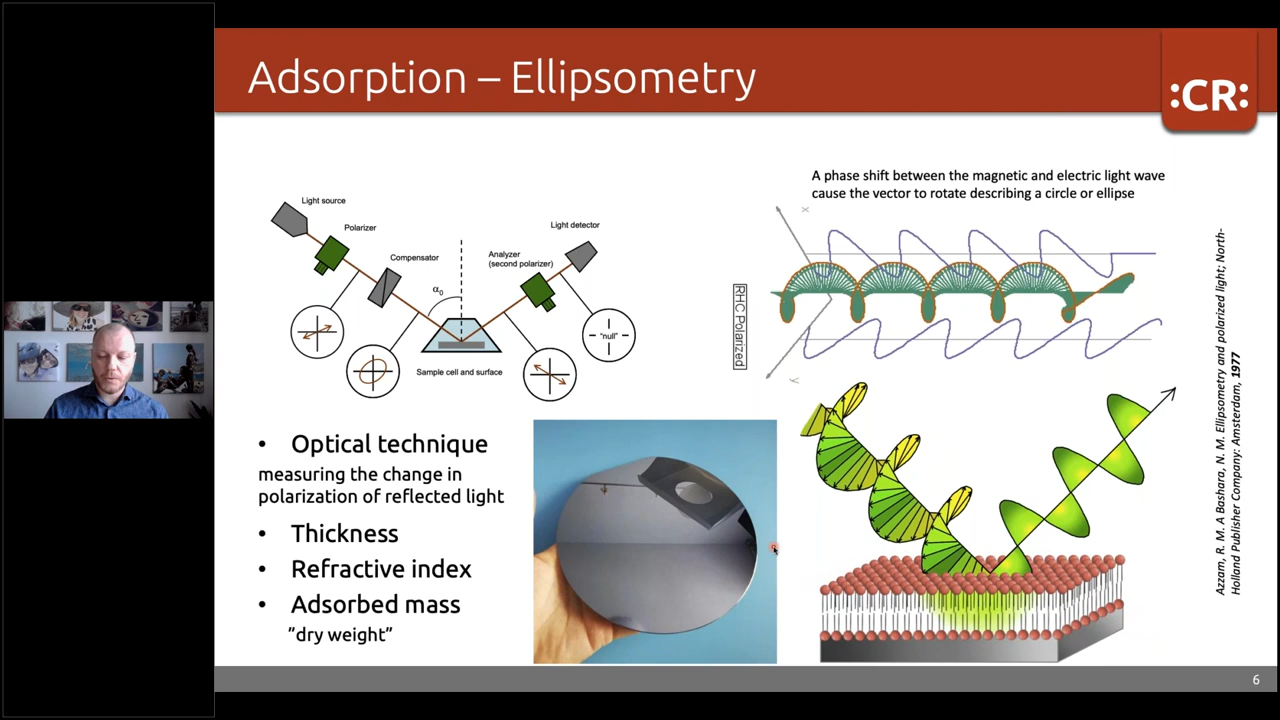 Adsorption – Ellipsometry
:CR:
Light source
Polarizer
Compensator
α0
Analyzer
(second polarizer)
Light detector
"null"
Sample cell and surface
A phase shift between the magnetic and electric light wave
cause the vector to rotate describing a circle or ellipse
X
RHC Polarized
Y
• Optical technique
measuring the change in
polarization of reflected light
• Thickness
• Refractive index
• Adsorbed mass
”dry weight”
Azzam, R. M. A Bashara, N. M. Ellipsometry and polarized light; North-
Holland Publisher Company: Amsterdam, 1977
6